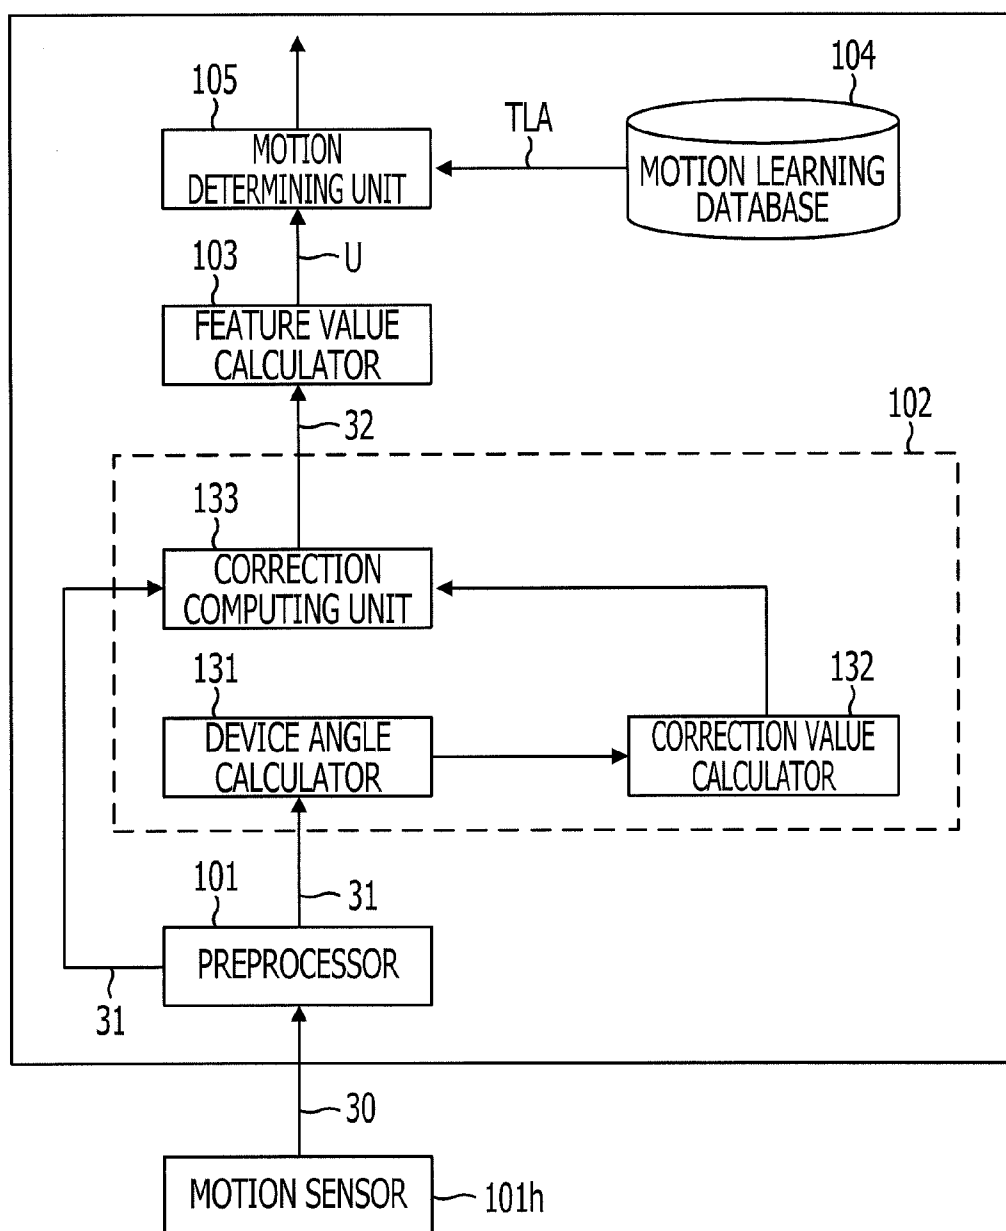 105
MOTION
DETERMINING UNIT
TLA
104
MOTION LEARNING
DATABASE
103
U
FEATURE VALUE
CALCULATOR
32
102
133
CORRECTION
COMPUTING UNIT
131
DEVICE ANGLE
CALCULATOR
132
CORRECTION VALUE
CALCULATOR
101
31
PREPROCESSOR
31
30
MOTION SENSOR
101h